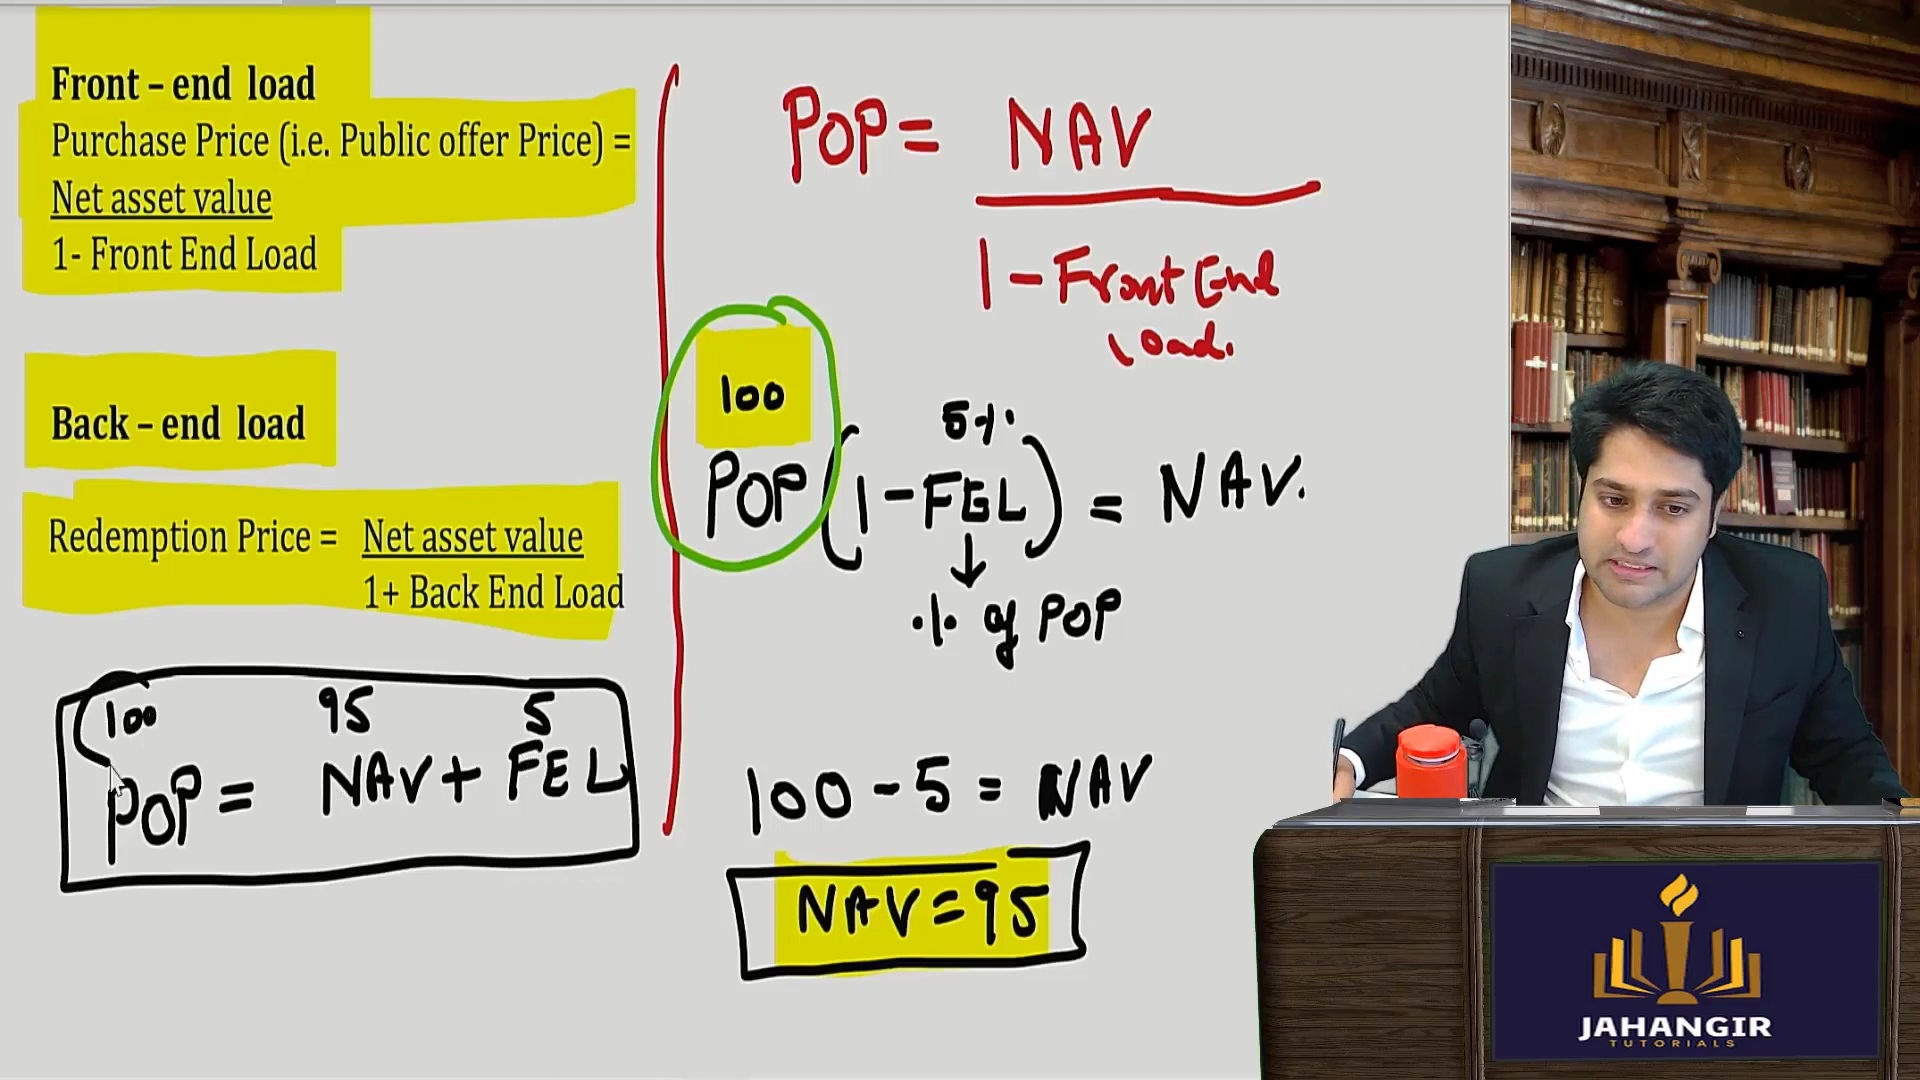 Front – end load
Purchase Price (i.e. Public offer Price) =
Net asset value
1- Front End Load
Back – end load
Redemption Price = Net asset value
1+ Back End Load
100 95 5
POP = NAV + FEL
POP = NAV
1 - Front End
Load.
100 5%
POP (1 - FEL) = NAV.
% of POP
100 - 5 = NAV
NAV = 95
JAHANGIR
TUTORIALS